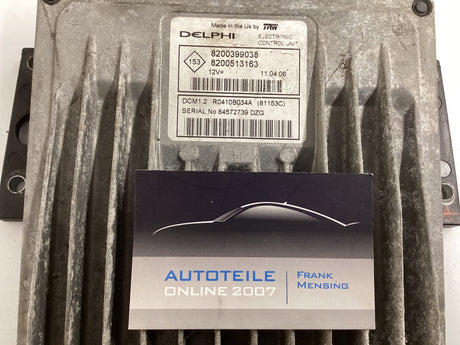 Made in the Uk by TRW
DELPHI
ELECTRONIC
CONTROL UNIT
153
8200399038
8200513163
12V=
11.04.06
DCM1.2 R0410B034A (81153C)
SERIAL No 84572739 DZG
AUTOTEILE
ONLINE 2007
FRANK
MENSING